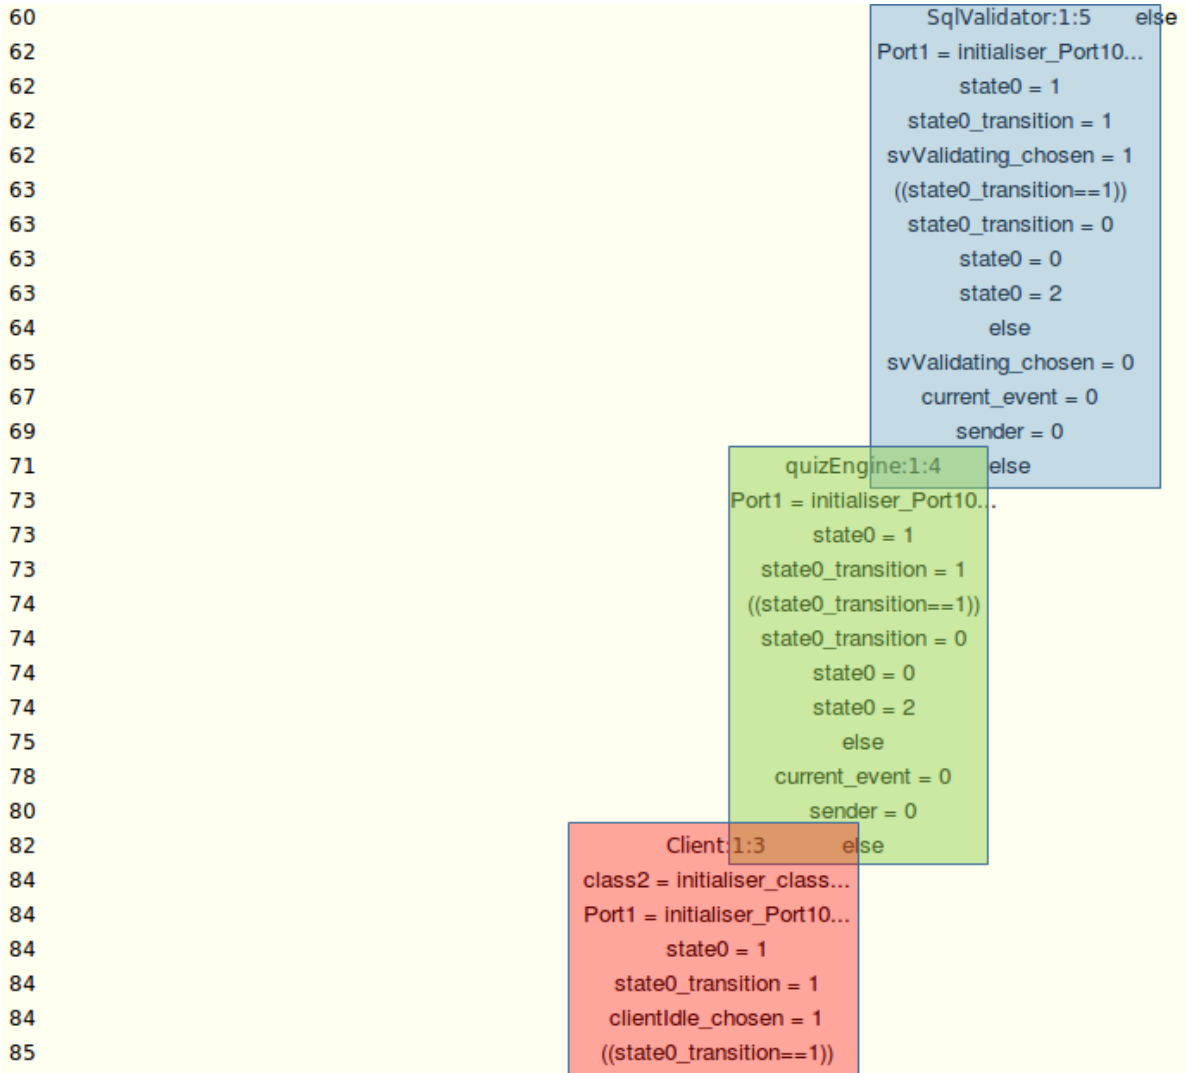 60 SqlValidator:1:5 else
62 Port1 = initialiser_Port10...
62 state0 = 1
62 state0_transition = 1
62 svValidating_chosen = 1
63 ((state0_transition==1))
63 state0_transition = 0
63 state0 = 0
63 state0 = 2
64 else
65 svValidating_chosen = 0
67 current_event = 0
69 sender = 0
71 quizEngine:1:4 else
73 Port1 = initialiser_Port10...
73 state0 = 1
73 state0_transition = 1
74 ((state0_transition==1))
74 state0_transition = 0
74 state0 = 0
74 state0 = 2
75 else
78 current_event = 0
80 sender = 0
82 Client:1:3 else
84 class2 = initialiser_class...
84 Port1 = initialiser_Port10...
84 state0 = 1
84 state0_transition = 1
84 clientIdle_chosen = 1
85 ((state0_transition==1))